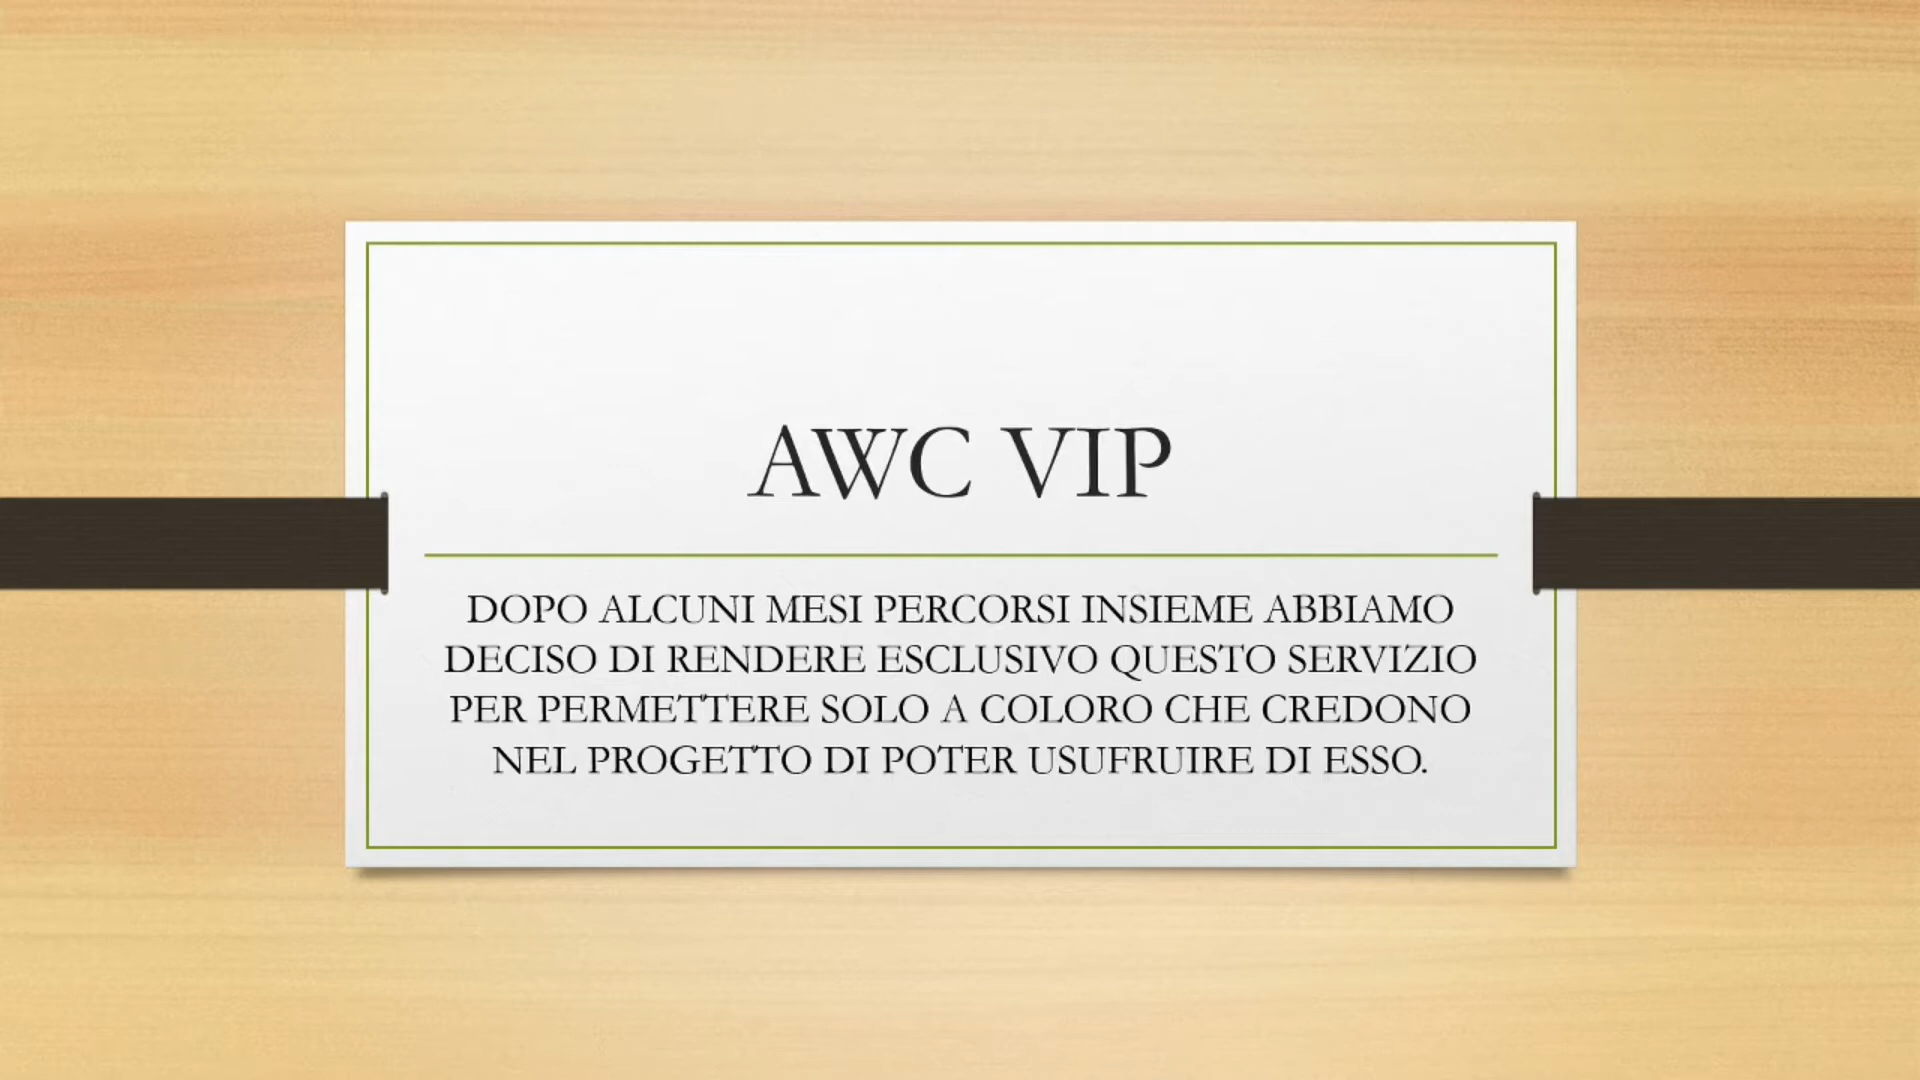 AWC VIP
DOPO ALCUNI MESI PERCORSI INSIEME ABBIAMO
DECISO DI RENDERE ESCLUSIVO QUESTO SERVIZIO
PER PERMETTERE SOLO A COLORO CHE CREDONO
NEL PROGETTO DI POTER USUFRUIRE DI ESSO.